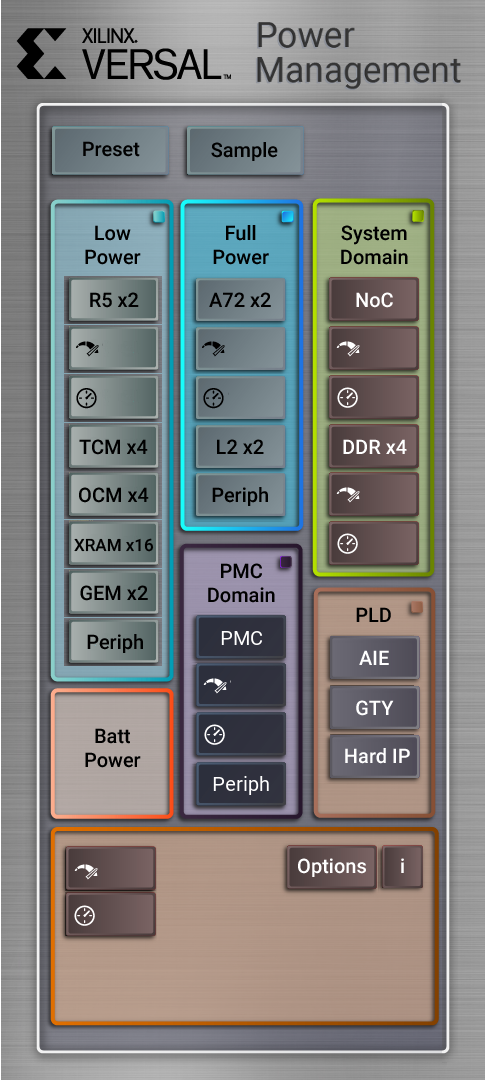 XILINX.
VERSAL™
Power
Management
Preset
Sample
Low
Power
R5 x2
TCM x4
OCM x4
XRAM x16
GEM x2
Periph
Full
Power
A72 x2
L2 x2
Periph
System
Domain
NoC
DDR x4
PMC
Domain
PMC
Periph
PLD
AIE
GTY
Hard IP
Batt
Power
Options
i